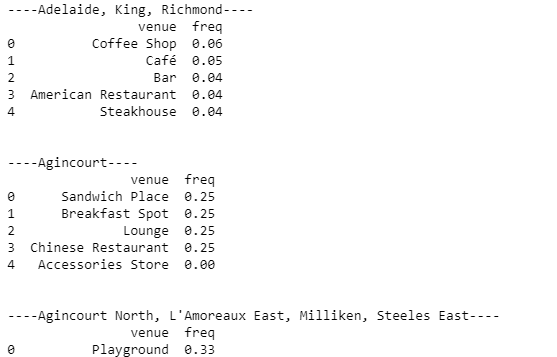 ----Adelaide, King, Richmond----
venue freq
0 Coffee Shop 0.06
1 Café 0.05
2 Bar 0.04
3 American Restaurant 0.04
4 Steakhouse 0.04
----Agincourt----
venue freq
0 Sandwich Place 0.25
1 Breakfast Spot 0.25
2 Lounge 0.25
3 Chinese Restaurant 0.25
4 Accessories Store 0.00
----Agincourt North, L'Amoreaux East, Milliken, Steeles East----
venue freq
0 Playground 0.33